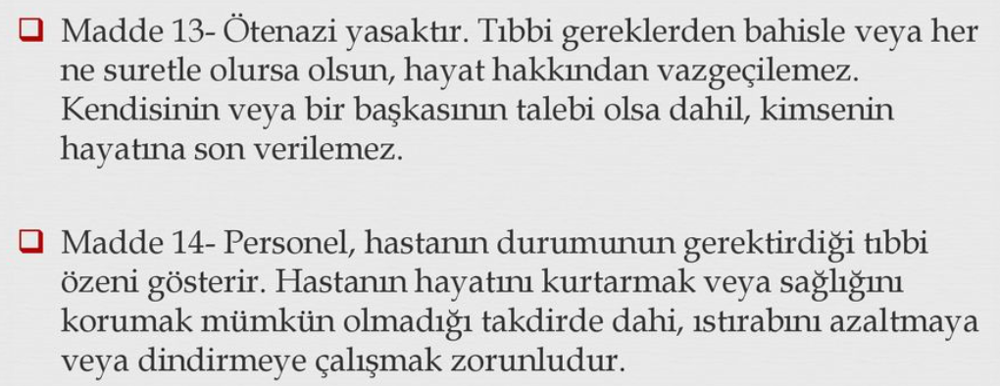 Madde 13- Ötenazi yasaktır. Tıbbi gereklerden bahisle veya her
ne suretle olursa olsun, hayat hakkından vazgeçilemez.
Kendisinin veya bir başkasının talebi olsa dahil, kimsenin
hayatına son verilemez.
Madde 14- Personel, hastanın durumunun gerektirdiği tıbbi
özeni gösterir. Hastanın hayatını kurtarmak veya sağlığını
korumak mümkün olmadığı takdirde dahi, ıstırabını azaltmaya
veya dindirmeye çalışmak zorunludur.